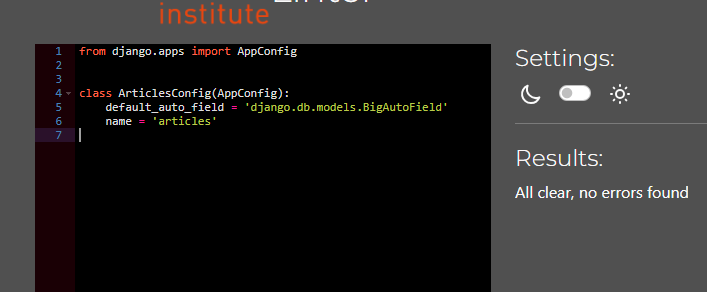 institute
1 from django.apps import AppConfig
2
3
4 class ArticlesConfig(AppConfig):
5 default_auto_field = 'django.db.models.BigAutoField'
6 name = 'articles'
7
Settings:
Results:
All clear, no errors found